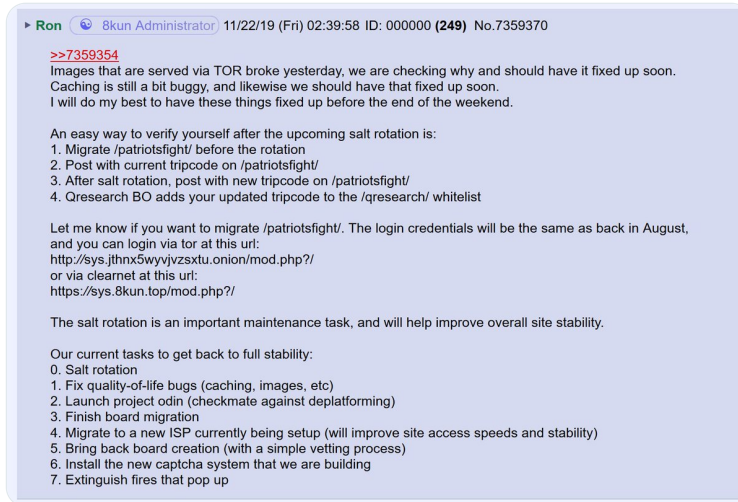 Ron 8kun Administrator 11/22/19 (Fri) 02:39:58 ID: 000000 (249) No.7359370
>>7359354
Images that are served via TOR broke yesterday, we are checking why and should have it fixed up soon.
Caching is still a bit buggy, and likewise we should have that fixed up soon.
I will do my best to have these things fixed up before the end of the weekend.
An easy way to verify yourself after the upcoming salt rotation is:
1. Migrate /patriotsfight/ before the rotation
2. Post with current tripcode on /patriotsfight/
3. After salt rotation, post with new tripcode on /patriotsfight/
4. Qresearch BO adds your updated tripcode to the /qresearch/ whitelist
Let me know if you want to migrate /patriotsfight/. The login credentials will be the same as back in August,
and you can login via tor at this url:
http://sys.jthnx5wyvjvzsxtu.onion/mod.php?/
or via clearnet at this url:
https://sys.8kun.top/mod.php?/
The salt rotation is an important maintenance task, and will help improve overall site stability.
Our current tasks to get back to full stability:
0. Salt rotation
1. Fix quality-of-life bugs (caching, images, etc)
2. Launch project odin (checkmate against deplatforming)
3. Finish board migration
4. Migrate to a new ISP currently being setup (will improve site access speeds and stability)
5. Bring back board creation (with a simple vetting process)
6. Install the new captcha system that we are building
7. Extinguish fires that pop up